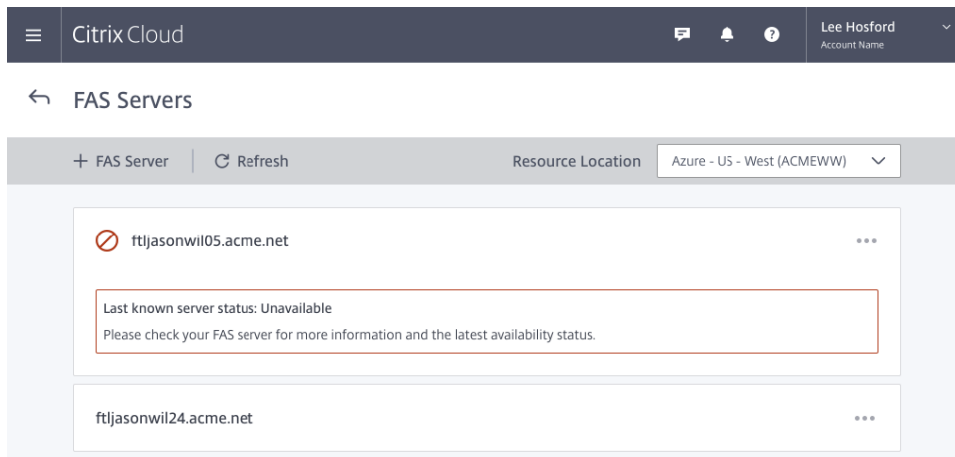 Citrix Cloud
Lee Hosford
Account Name
FAS Servers
+ FAS Server
Refresh
Resource Location
Azure - US - West (ACMEWW)
ftljasonwil05.acme.net
Last known server status: Unavailable
Please check your FAS server for more information and the latest availability status.
ftljasonwil24.acme.net